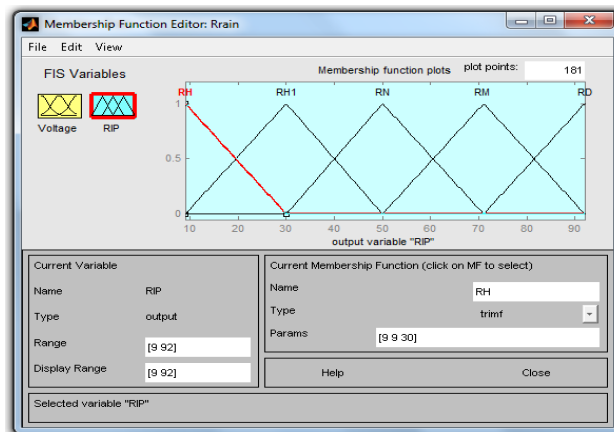 Membership Function Editor: Rrain
File Edit View
FIS Variables
Membership function plots plot points: 181
Voltage RIP
RH RH1 RN RM RD
1
0.5
0
10 20 30 40 50 60 70 80 90
output variable "RIP"
Current Variable
Name RIP
Type output
Range [9 92]
Display Range [9 92]
Current Membership Function (click on MF to select)
Name RH
Type trimf
Params [9 9 30]
Help Close
Selected variable "RIP"